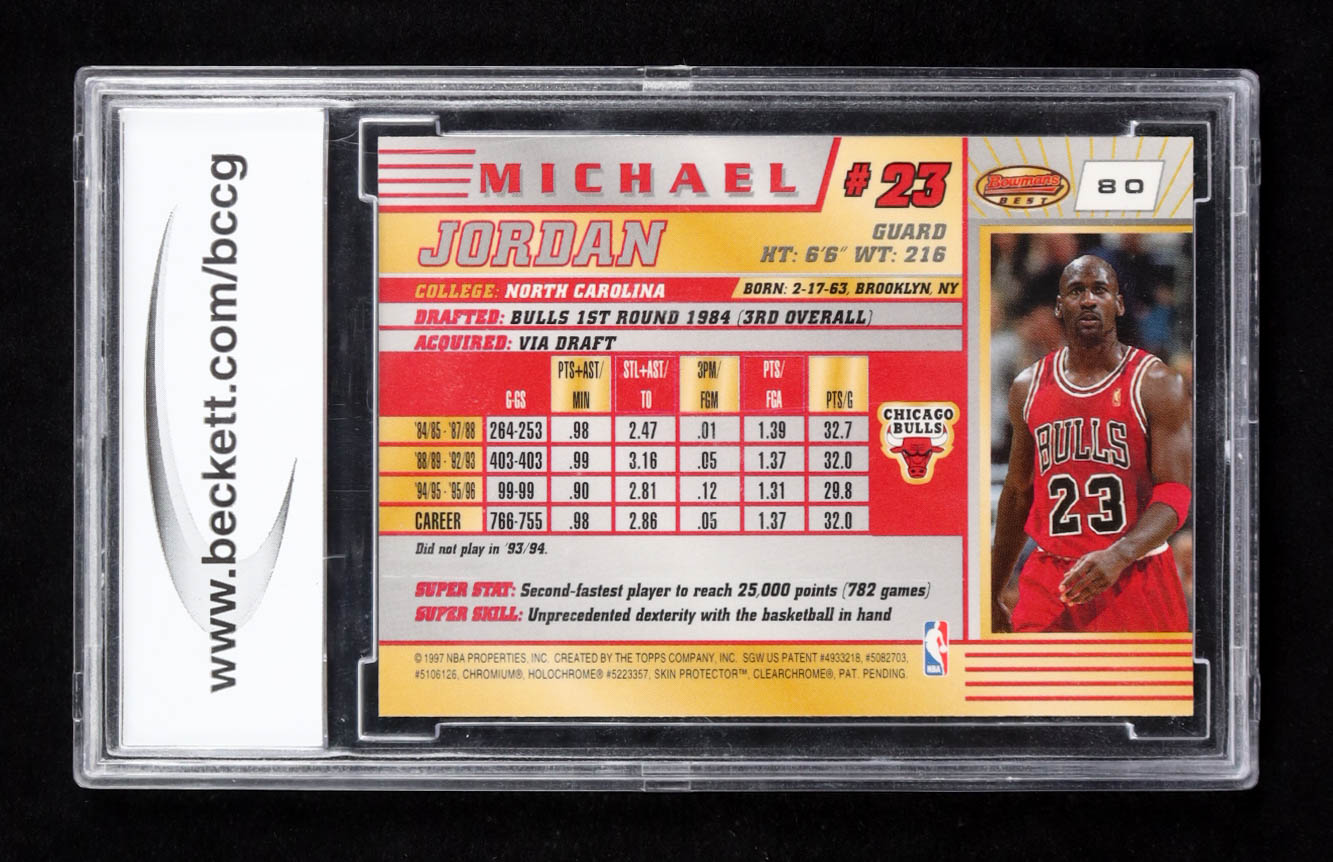 www.beckett.com/bccg
MICHAEL
#23
Bowman's
BEST
80
JORDAN
GUARD
HT: 6'6" WT: 216
COLLEGE: NORTH CAROLINA
BORN: 2-17-63, BROOKLYN, NY
DRAFTED: BULLS 1ST ROUND 1984 (3RD OVERALL)
ACQUIRED: VIA DRAFT
G-GS PTS+AST/MIN STL+AST/TO 3PM/FGM PTS/FGA PTS/G
'84/85 - '87/88 264-253 .98 2.47 .01 1.39 32.7
'88/89 - '92/93 403-403 .99 3.16 .05 1.37 32.0
'94/95 - '95/96 99-99 .90 2.81 .12 1.31 29.8
CAREER 766-755 .98 2.86 .05 1.37 32.0
CHICAGO
BULLS
BULLS
23
Did not play in '93/94.
SUPER STAT: Second-fastest player to reach 25,000 points (782 games)
SUPER SKILL: Unprecedented dexterity with the basketball in hand
© 1997 NBA PROPERTIES, INC. CREATED BY THE TOPPS COMPANY, INC. SGW US PATENT #4933218, #5082703,
#5106126, CHROMIUM®, HOLOCHROME® #5223357, SKIN PROTECTOR™, CLEARCHROME®, PAT. PENDING.
NBA